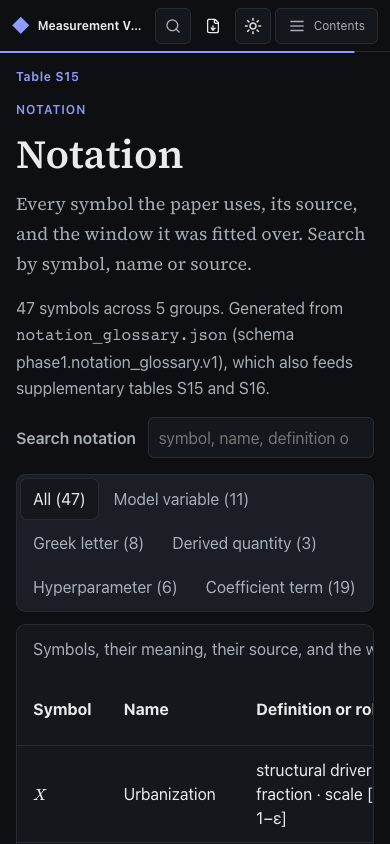 Measurement V...
Contents
Table S15
NOTATION
Notation
Every symbol the paper uses, its source,
and the window it was fitted over. Search
by symbol, name or source.
47 symbols across 5 groups. Generated from
notation_glossary.json (schema
phase1.notation_glossary.v1), which also feeds
supplementary tables S15 and S16.
Search notation
symbol, name, definition o
All (47)
Model variable (11)
Greek letter (8)
Derived quantity (3)
Hyperparameter (6)
Coefficient term (19)
Symbols, their meaning, their source, and the w
Symbol
Name
Definition or rol
X
Urbanization
structural driver
fraction · scale [
1−ε]